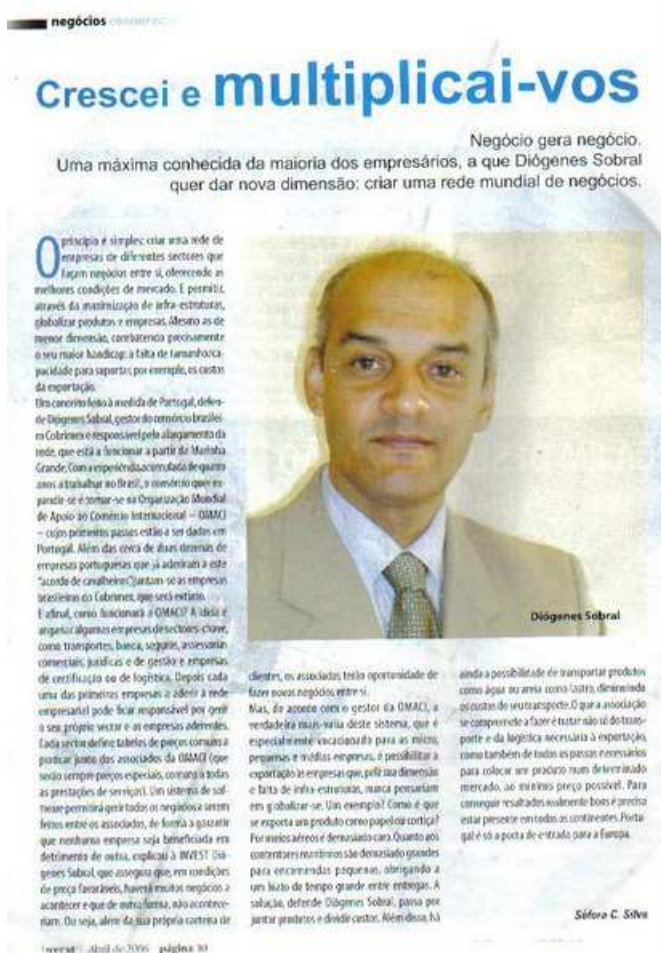 negócios
Crescei e multiplicai-vos
Negócio gera negócio.
Uma máxima conhecida da maioria dos empresários, a que Diógenes Sobral
quer dar nova dimensão: criar uma rede mundial de negócios.
O princípio é simples: criar uma rede de
empresas de diferentes sectores que
façam negócios entre si, oferecendo as
melhores condições de mercado. E permitir,
através da maximização de infra-estruturas,
globalizar produtos e empresas. Mesmo as de
menor dimensão, combatendo precisamente
o seu maior handicap: a falta de tamanho/ca-
pacidade para suportar, por exemplo, os custos
da exportação.
Um conceito feito à medida de Portugal, defen-
de Diógenes Sobral, gestor do consórcio brasilei-
ro Cobrimex e responsável pelo alargamento da
rede, que está a funcionar a partir da Marinha
Grande. Com a experiência acumulada de quatro
anos a trabalhar no Brasil, o consórcio quer ex-
pandir-se e tornar-se na Organização Mundial
de Apoio ao Comércio Internacional – OMACI
– cujos primeiros passos estão a ser dados em
Portugal. Além das cerca de duas dezenas de
empresas portuguesas que já aderiram a este
"acordo de cavalheiros", juntam-se as empresas
brasileiras do Cobrimex, que será extinto.
E afinal, como funcionará a OMACI? A ideia é
angariar algumas empresas de sectores-chave,
como transportes, banca, seguros, assessorias
comerciais, jurídicas e de gestão e empresas
de certificação ou de logística. Depois cada
uma das primeiras empresas a aderir à rede
empresarial pode ficar responsável por gerir
o seu próprio sector e as empresas aderentes.
Cada sector define tabelas de preços comuns a
praticar junto dos associados da OMACI (que
serão sempre preços especiais, comuns a todas
as prestações de serviços). Um sistema de soft-
ware permitirá gerir todos os negócios a serem
feitos entre os associados, de forma a garantir
que nenhuma empresa seja beneficiada em
detrimento de outra, explicou à INVEST Dió-
genes Sobral, que assegura que, em condições
de preço favoráveis, haverá muitos negócios a
acontecer e que de outra forma, não acontece-
riam. Ou seja, além da sua própria carteira de
Diógenes Sobral
clientes, os associados terão oportunidade de
fazer novos negócios entre si.
Mas, de acordo com o gestor da OMACI, a
verdadeira mais-valia deste sistema, que é
especialmente vocacionado para as micro,
pequenas e médias empresas, é possibilitar a
exportação às empresas que, pela sua dimensão
e falta de infra-estruturas, nunca pensariam
em globalizar-se. Um exemplo? Como é que
se exporta um produto como papel ou cortiça?
Por meios aéreos é demasiado cara. Quanto aos
contentores marítimos são demasiado grandes
para encomendas pequenas, obrigando a
um hiato de tempo grande entre entregas. A
solução, defende Diógenes Sobral, passa por
juntar produtos e dividir custos. Além disso, há
ainda a possibilidade de transportar produtos
como água ou areia como lastro, diminuindo
os custos do seu transporte. O que a associação
se compromete a fazer é tratar não só do trans-
porte e da logística necessária à exportação,
como também de todos os passos necessários
para colocar um produto num determinado
mercado, ao mínimo preço possível. Para
conseguir resultados realmente bons é preciso
estar presente em todos os continentes. Portu-
gal é só a porta de entrada para a Europa.
Séfora C. Silva
Invest Abril de 2006 página 30